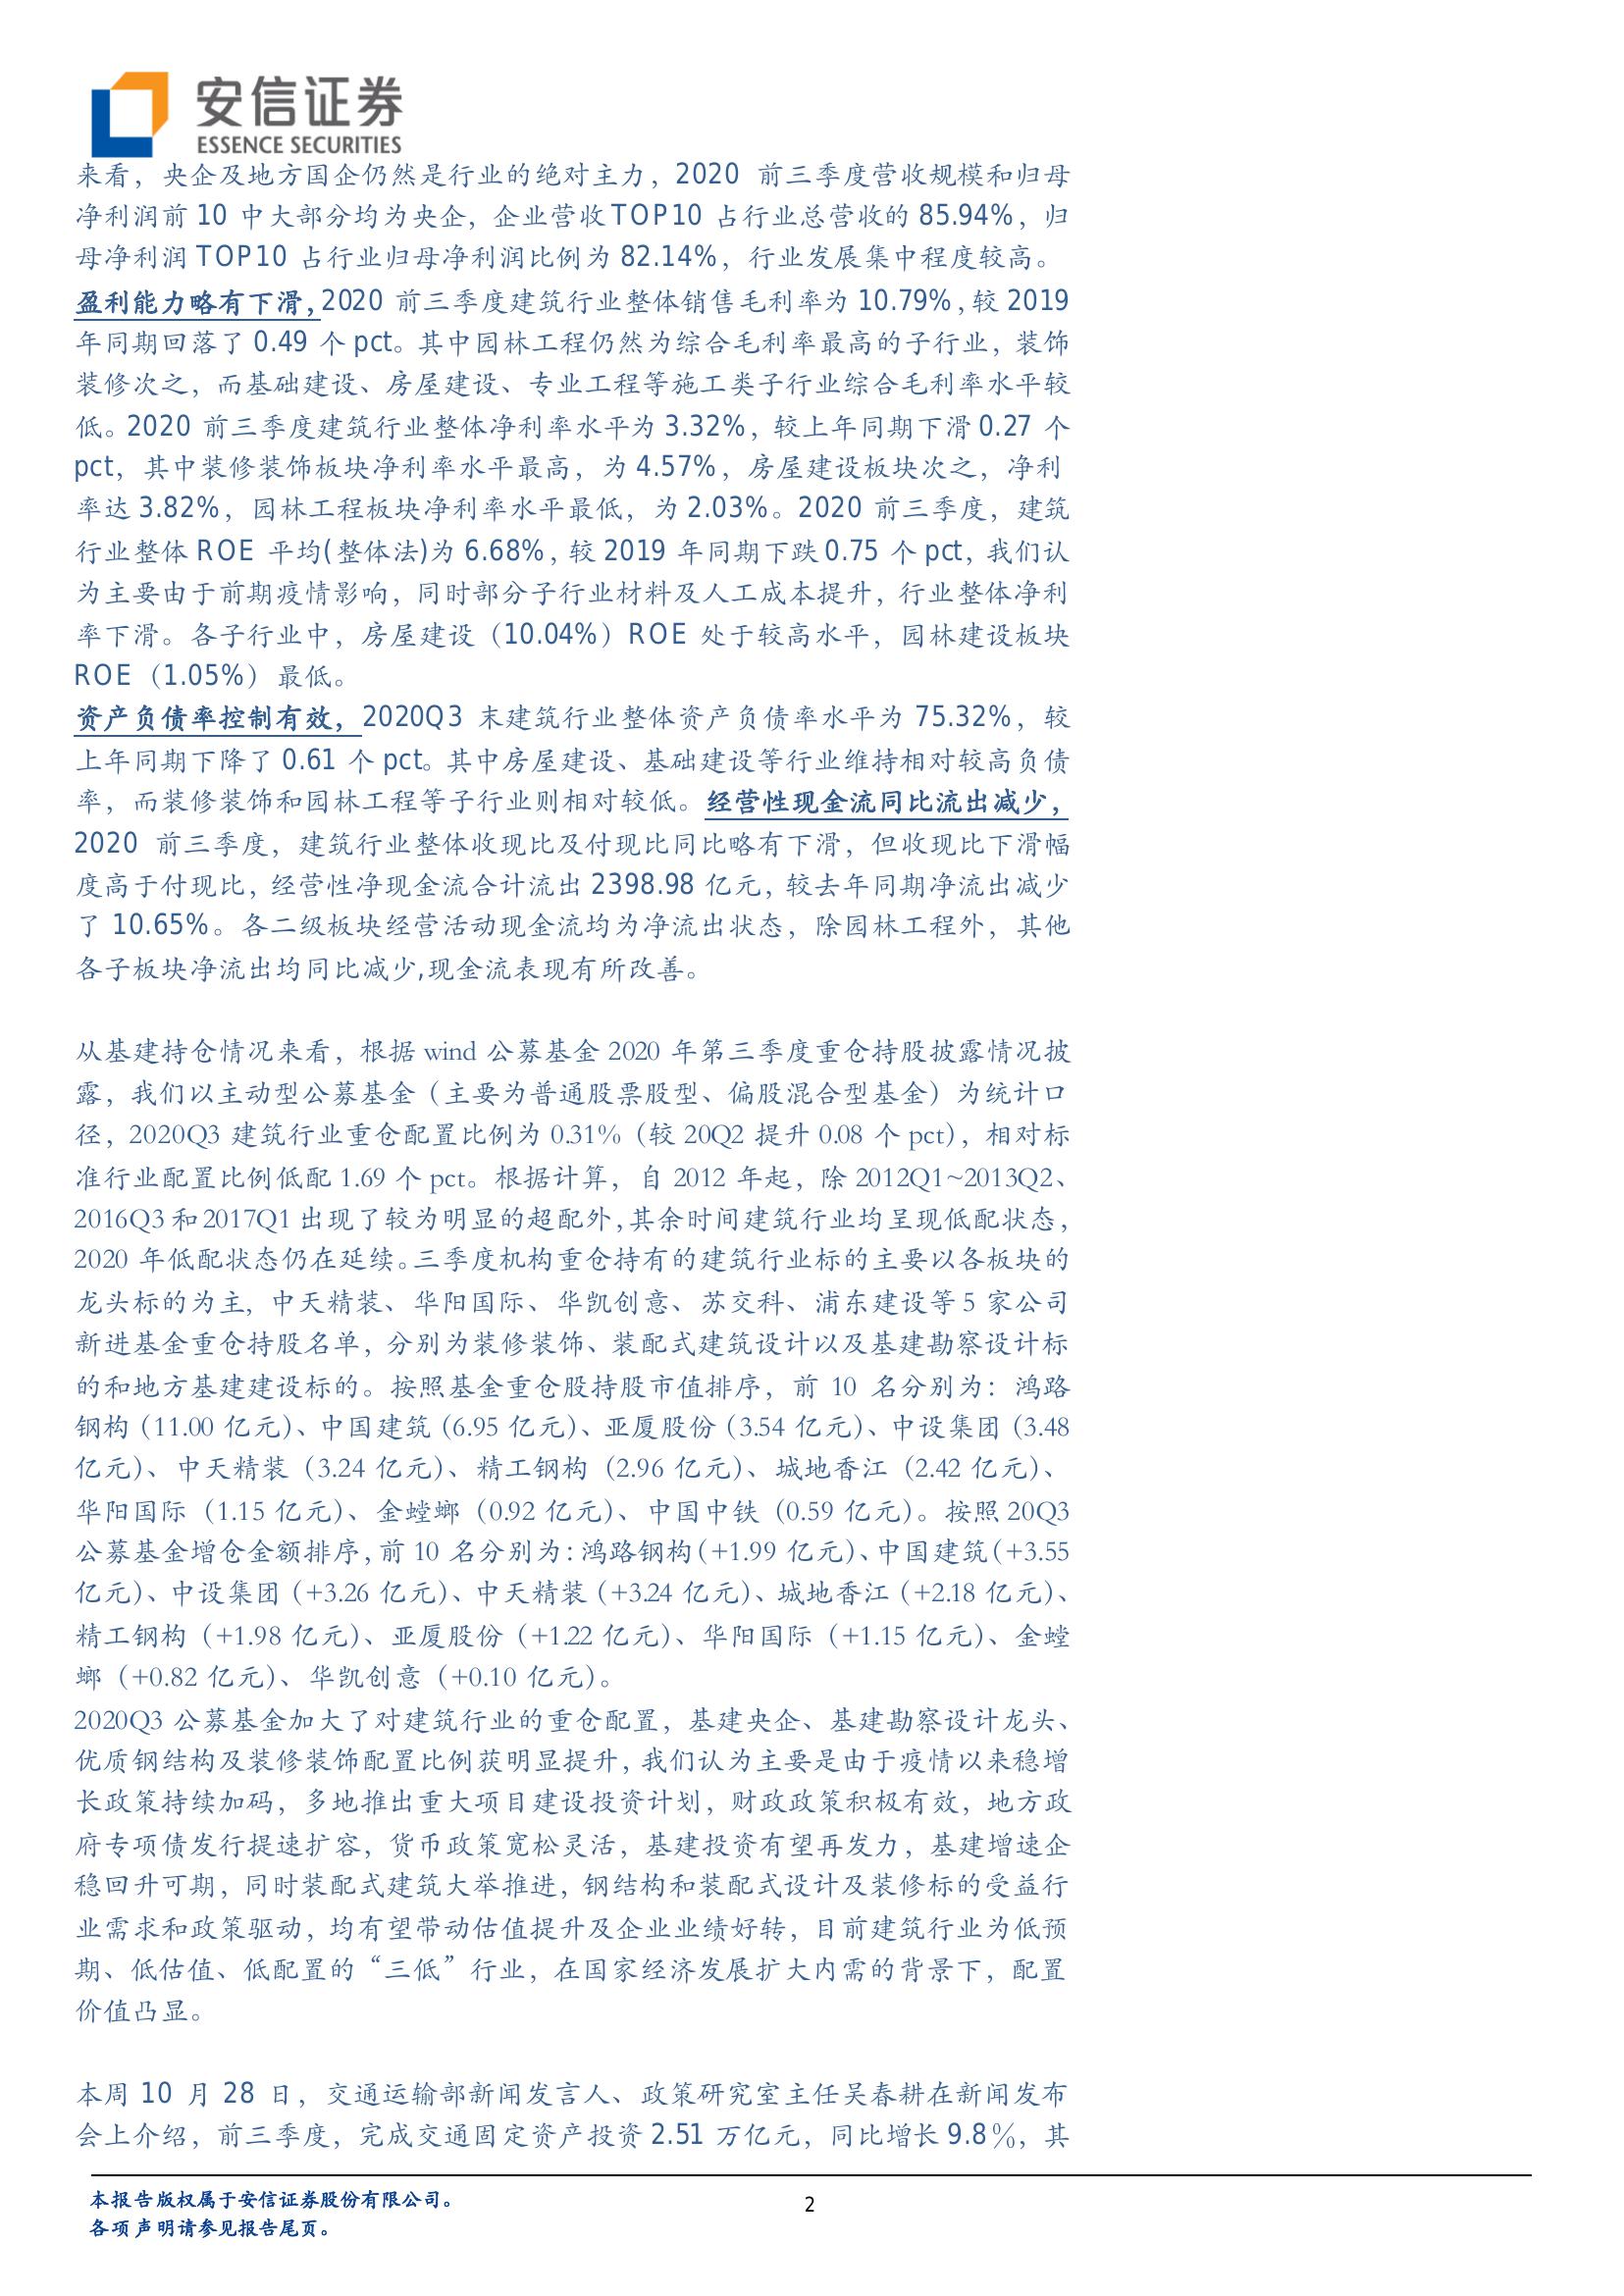 安信证券
ESSENCE SECURITIES
来看，央企及地方国企仍然是行业的绝对主力，2020 前三季度营收规模和归母
净利润前 10 中大部分均为央企，企业营收 TOP10 占行业总营收的 85.94%，归
母净利润 TOP10 占行业归母净利润比例为 82.14%，行业发展集中程度较高。
盈利能力略有下滑，2020 前三季度建筑行业整体销售毛利率为 10.79%，较 2019
年同期回落了 0.49 个 pct。其中园林工程仍然为综合毛利率最高的子行业，装饰
装修次之，而基础建设、房屋建设、专业工程等施工类子行业综合毛利率水平较
低。2020 前三季度建筑行业整体净利率水平为 3.32%，较上年同期下滑 0.27 个
pct，其中装修装饰板块净利率水平最高，为 4.57%，房屋建设板块次之，净利
率达 3.82%，园林工程板块净利率水平最低，为 2.03%。2020 前三季度，建筑
行业整体 ROE 平均(整体法)为 6.68%，较 2019 年同期下跌 0.75 个 pct，我们认
为主要由于前期疫情影响，同时部分子行业材料及人工成本提升，行业整体净利
率下滑。各子行业中，房屋建设（10.04%）ROE 处于较高水平，园林建设板块
ROE（1.05%）最低。
资产负债率控制有效，2020Q3 末建筑行业整体资产负债率水平为 75.32%，较
上年同期下降了 0.61 个 pct。其中房屋建设、基础建设等行业维持相对较高负债
率，而装修装饰和园林工程等子行业则相对较低。经营性现金流同比流出减少，
2020 前三季度，建筑行业整体收现比及付现比同比略有下滑，但收现比下滑幅
度高于付现比，经营性净现金流合计流出 2398.98 亿元，较去年同期净流出减少
了 10.65%。各二级板块经营活动现金流均为净流出状态，除园林工程外，其他
各子板块净流出均同比减少,现金流表现有所改善。
从基建持仓情况来看，根据 wind 公募基金 2020 年第三季度重仓持股披露情况披
露，我们以主动型公募基金（主要为普通股票股型、偏股混合型基金）为统计口
径，2020Q3 建筑行业重仓配置比例为 0.31%（较 20Q2 提升 0.08 个 pct），相对标
准行业配置比例低配 1.69 个 pct。根据计算，自 2012 年起，除 2012Q1~2013Q2、
2016Q3 和 2017Q1 出现了较为明显的超配外，其余时间建筑行业均呈现低配状态，
2020 年低配状态仍在延续。三季度机构重仓持有的建筑行业标的主要以各板块的
龙头标的为主，中天精装、华阳国际、华凯创意、苏交科、浦东建设等 5 家公司
新进基金重仓持股名单，分别为装修装饰、装配式建筑设计以及基建勘察设计标
的和地方基建建设标的。按照基金重仓股持股市值排序，前 10 名分别为：鸿路
钢构（11.00 亿元）、中国建筑（6.95 亿元）、亚厦股份（3.54 亿元）、中设集团（3.48
亿元）、中天精装（3.24 亿元）、精工钢构（2.96 亿元）、城地香江（2.42 亿元）、
华阳国际（1.15 亿元）、金螳螂（0.92 亿元）、中国中铁（0.59 亿元）。按照 20Q3
公募基金增仓金额排序，前 10 名分别为：鸿路钢构（+1.99 亿元）、中国建筑（+3.55
亿元）、中设集团（+3.26 亿元）、中天精装（+3.24 亿元）、城地香江（+2.18 亿元）、
精工钢构（+1.98 亿元）、亚厦股份（+1.22 亿元）、华阳国际（+1.15 亿元）、金螳
螂（+0.82 亿元）、华凯创意（+0.10 亿元）。
2020Q3 公募基金加大了对建筑行业的重仓配置，基建央企、基建勘察设计龙头、
优质钢结构及装修装饰配置比例获明显提升，我们认为主要是由于疫情以来稳增
长政策持续加码，多地推出重大项目建设投资计划，财政政策积极有效，地方政
府专项债发行提速扩容，货币政策宽松灵活，基建投资有望再发力，基建增速企
稳回升可期，同时装配式建筑大举推进，钢结构和装配式设计及装修标的受益行
业需求和政策驱动，均有望带动估值提升及企业业绩好转，目前建筑行业为低预
期、低估值、低配置的“三低”行业，在国家经济发展扩大内需的背景下，配置
价值凸显。
本周 10 月 28 日，交通运输部新闻发言人、政策研究室主任吴春耕在新闻发布
会上介绍，前三季度，完成交通固定资产投资 2.51 万亿元，同比增长 9.8％，其
本报告版权属于安信证券股份有限公司。
2
各项声明请参见报告尾页。